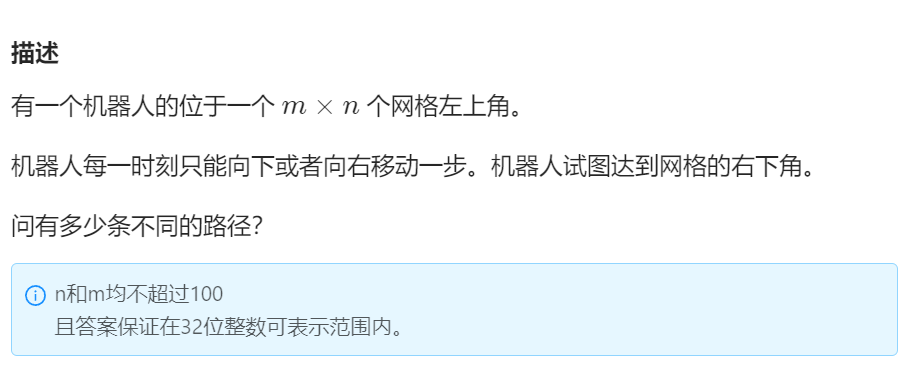 描述
有一个机器人的位于一个 m × n 个网格左上角。
机器人每一时刻只能向下或者向右移动一步。机器人试图达到网格的右下角。
问有多少条不同的路径？
n和m均不超过100
且答案保证在32位整数可表示范围内。